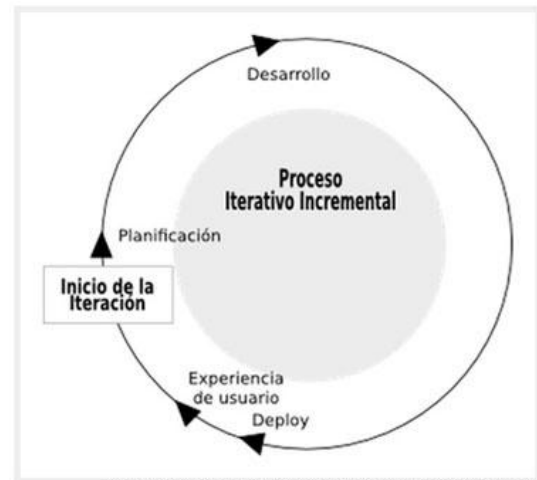 Desarrollo
Proceso
Iterativo Incremental
Planificación
Inicio de la
Iteración
Experiencia
de usuario
Deploy